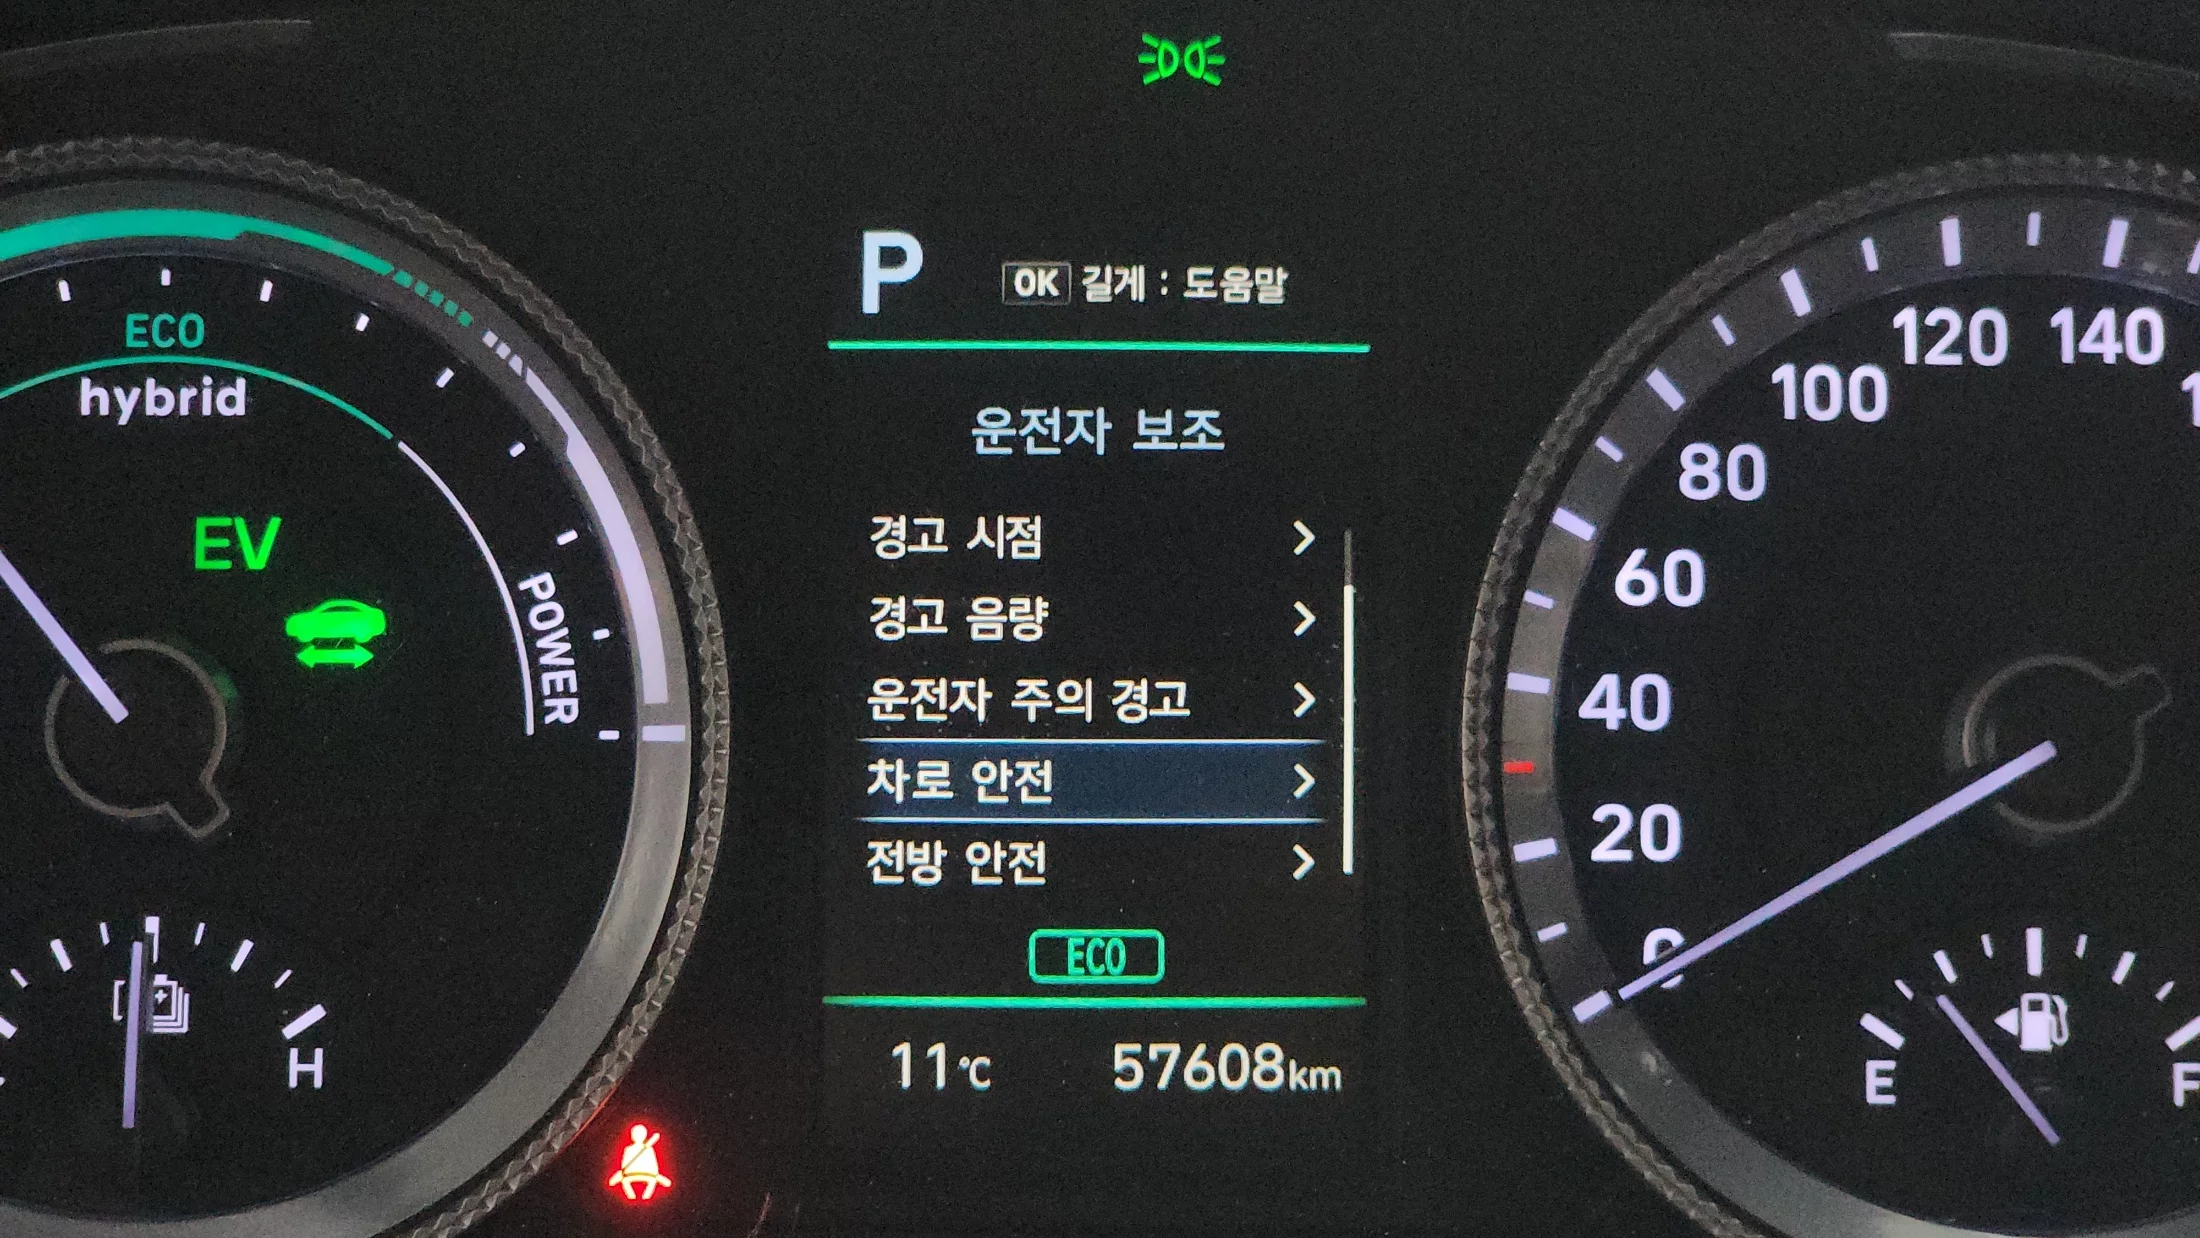 P
OK 길게 : 도움말
운전자 보조
경고 시점
경고 음량
운전자 주의 경고
차로 안전
전방 안전
ECO
11℃ 57608km
ECO
hybrid
EV
POWER
H
0
20
40
60
80
100
120
140
E
F